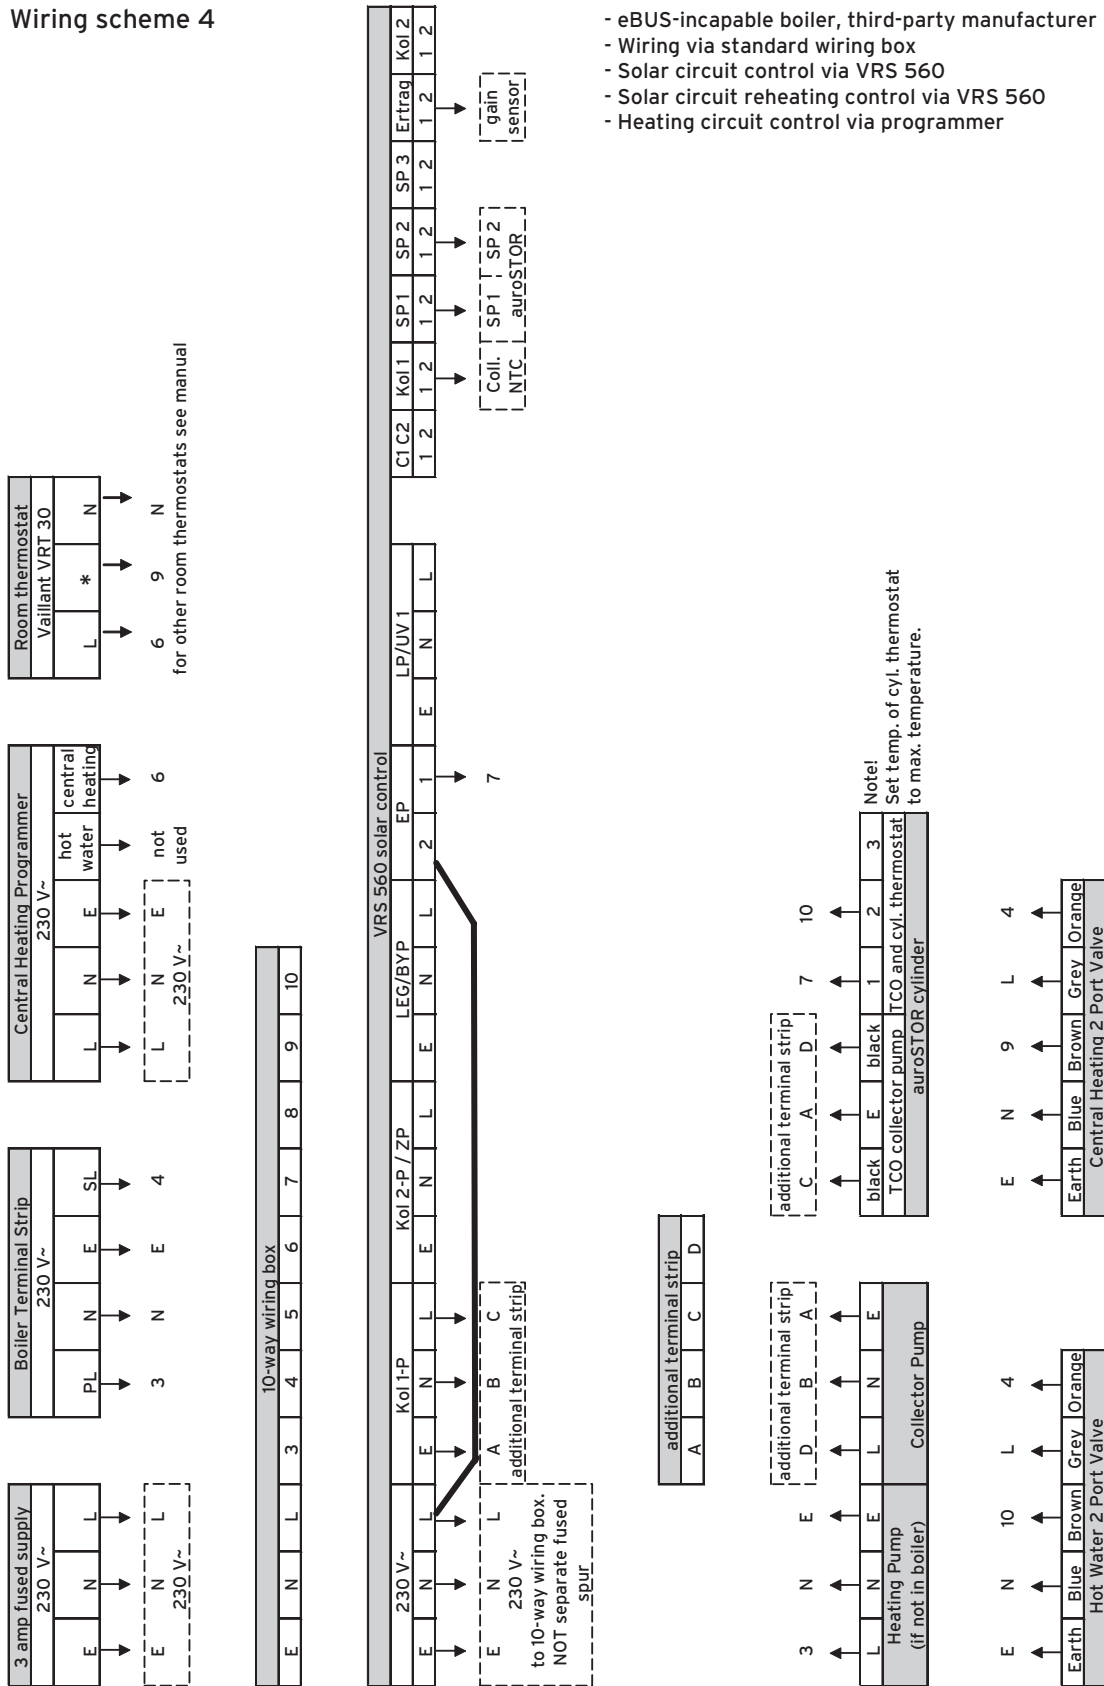 Wiring scheme 4
- eBUS-incapable boiler, third-party manufacturer
- Wiring via standard wiring box
- Solar circuit control via VRS 560
- Solar circuit reheating control via VRS 560
- Heating circuit control via programmer
3 amp fused supply
230 V~
E N L
E N L
230 V~
Boiler Terminal Strip
230 V~
PL N E SL
3 N E 4
Central Heating Programmer
230 V~
L N E hot water central heating
L N E not used 6
230 V~
Room thermostat
Vaillant VRT 30
L * N
6 9 N
for other room thermostats see manual
10-way wiring box
E N L 3 4 5 6 7 8 9 10
VRS 560 solar control
230 V~ Kol 1-P Kol 2-P / ZP LEG/BYP EP LP/UV 1 C1 C2 Kol 1 SP1 SP 2 SP 3 Ertrag Kol 2
E N L E N L E N L E N L 2 1 E N L 1 2 1 2 1 2 1 2 1 2 1 2 1 2
E N L
230 V~
to 10-way wiring box.
NOT separate fused
spur
A B C
additional terminal strip
7
Coll.
NTC
SP1 SP 2
auroSTOR
gain
sensor
additional terminal strip
A B C D
3 N E
L N E
Heating Pump
(if not in boiler)
additional terminal strip
D B A
L N E
Collector Pump
additional terminal strip
C A D 7 10
black E black 1 2 3
TCO collector pump TCO and cyl. thermostat
auroSTOR cylinder
Note!
Set temp. of cyl. thermostat
to max. temperature.
E N 10 L 4
Earth Blue Brown Grey Orange
Hot Water 2 Port Valve
E N 9 L 4
Earth Blue Brown Grey Orange
Central Heating 2 Port Valve